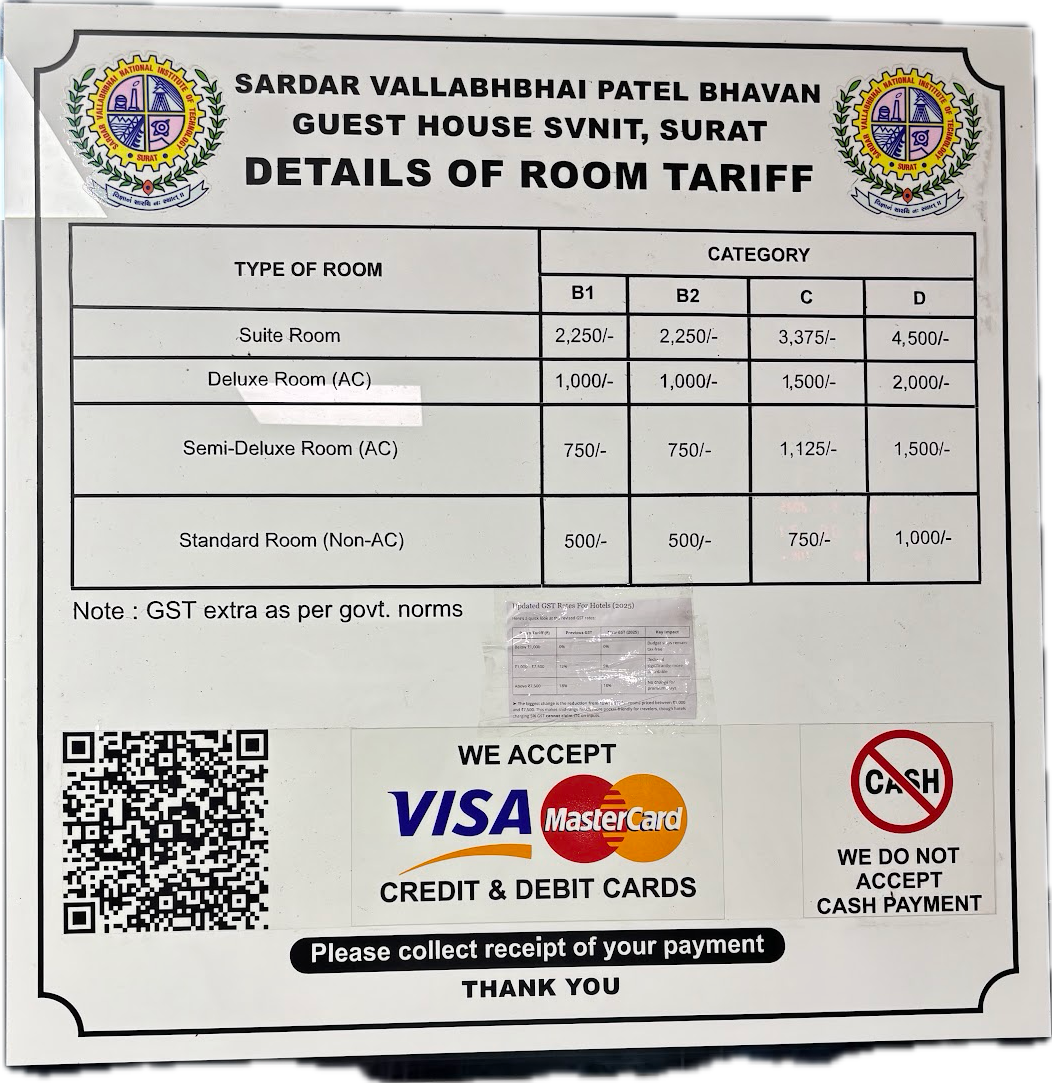 SARDAR VALLABHBHAI NATIONAL INSTITUTE OF TECHNOLOGY
SURAT
SARDAR VALLABHBHAI PATEL BHAVAN
GUEST HOUSE SVNIT, SURAT
DETAILS OF ROOM TARIFF
SARDAR VALLABHBHAI NATIONAL INSTITUTE OF TECHNOLOGY
SURAT
TYPE OF ROOM CATEGORY
B1 B2 C D
Suite Room 2,250/- 2,250/- 3,375/- 4,500/-
Deluxe Room (AC) 1,000/- 1,000/- 1,500/- 2,000/-
Semi-Deluxe Room (AC) 750/- 750/- 1,125/- 1,500/-
Standard Room (Non-AC) 500/- 500/- 750/- 1,000/-
Note : GST extra as per govt. norms
Updated GST Rates For Hotels (2025)
Previous GST Key Impact
WE ACCEPT
VISA MasterCard
CREDIT & DEBIT CARDS
CASH
WE DO NOT
ACCEPT
CASH PAYMENT
Please collect receipt of your payment
THANK YOU